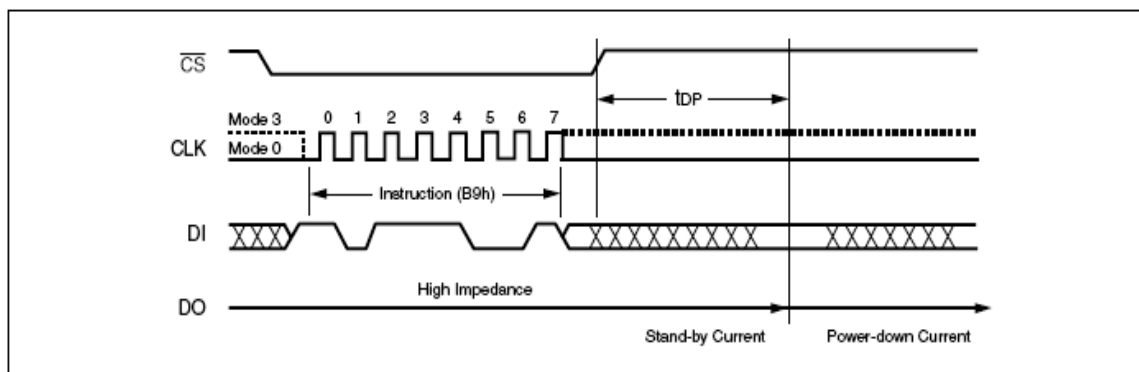 CS
tDP
Mode 3
0 1 2 3 4 5 6 7
CLK
Mode 0
Instruction (B9h)
DI
High Impedance
DO
Stand-by Current
Power-down Current